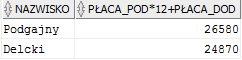 NAZWISKO PŁACA_POD*12+PŁACA_DOD
Podgajny 26580
Delcki 24870